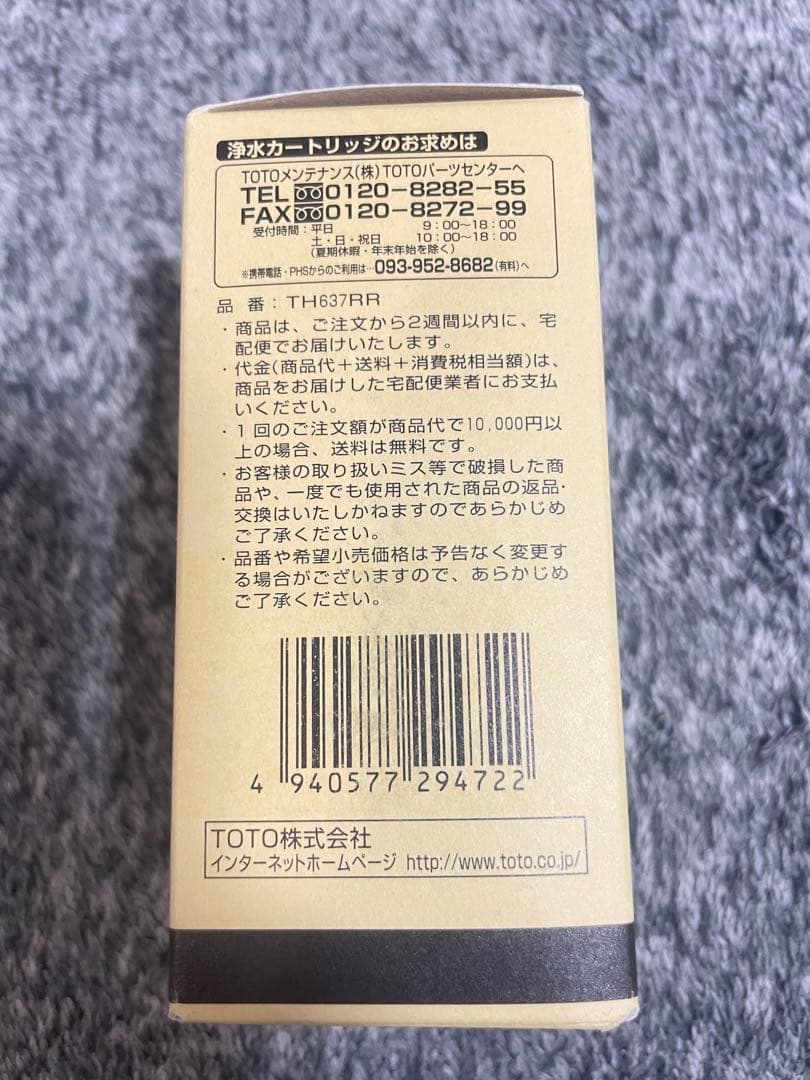 浄水カートリッジのお求めは
TOTOメンテナンス(株)TOTOパーツセンターへ
TEL 0120-8282-55
FAX 0120-8272-99
受付時間:平日 9:00～18:00
土・日・祝日 10:00～18:00
(夏期休暇・年末年始を除く)
※携帯電話・PHSからのご利用は…093-952-8682(有料)へ
品 番:TH637RR
・商品は、ご注文から2週間以内に、宅
配便でお届けいたします。
・代金(商品代＋送料＋消費税相当額)は、
商品をお届けした宅配便業者にお支払
いください。
・1回のご注文額が商品代で10,000円以
上の場合、送料は無料です。
・お客様の取り扱いミス等で破損した商
品や、一度でも使用された商品の返品・
交換はいたしかねますのであらかじめ
ご了承ください。
・品番や希望小売価格は予告なく変更す
る場合がございますので、あらかじめ
ご了承ください。
4 940577 294722
TOTO株式会社
インターネットホームページ http://www.toto.co.jp/